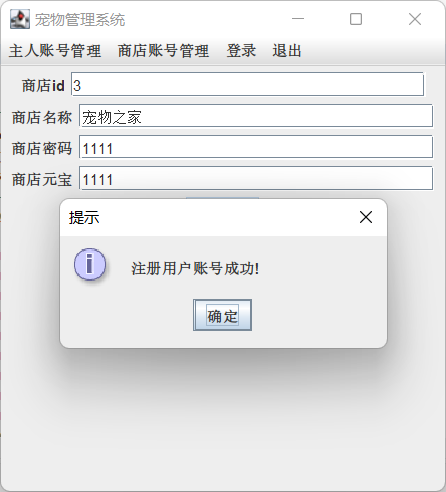 宠物管理系统
主人账号管理 商店账号管理 登录 退出
商店id 3
商店名称 宠物之家
商店密码 1111
商店元宝 1111
提示
注册用户账号成功!
确定